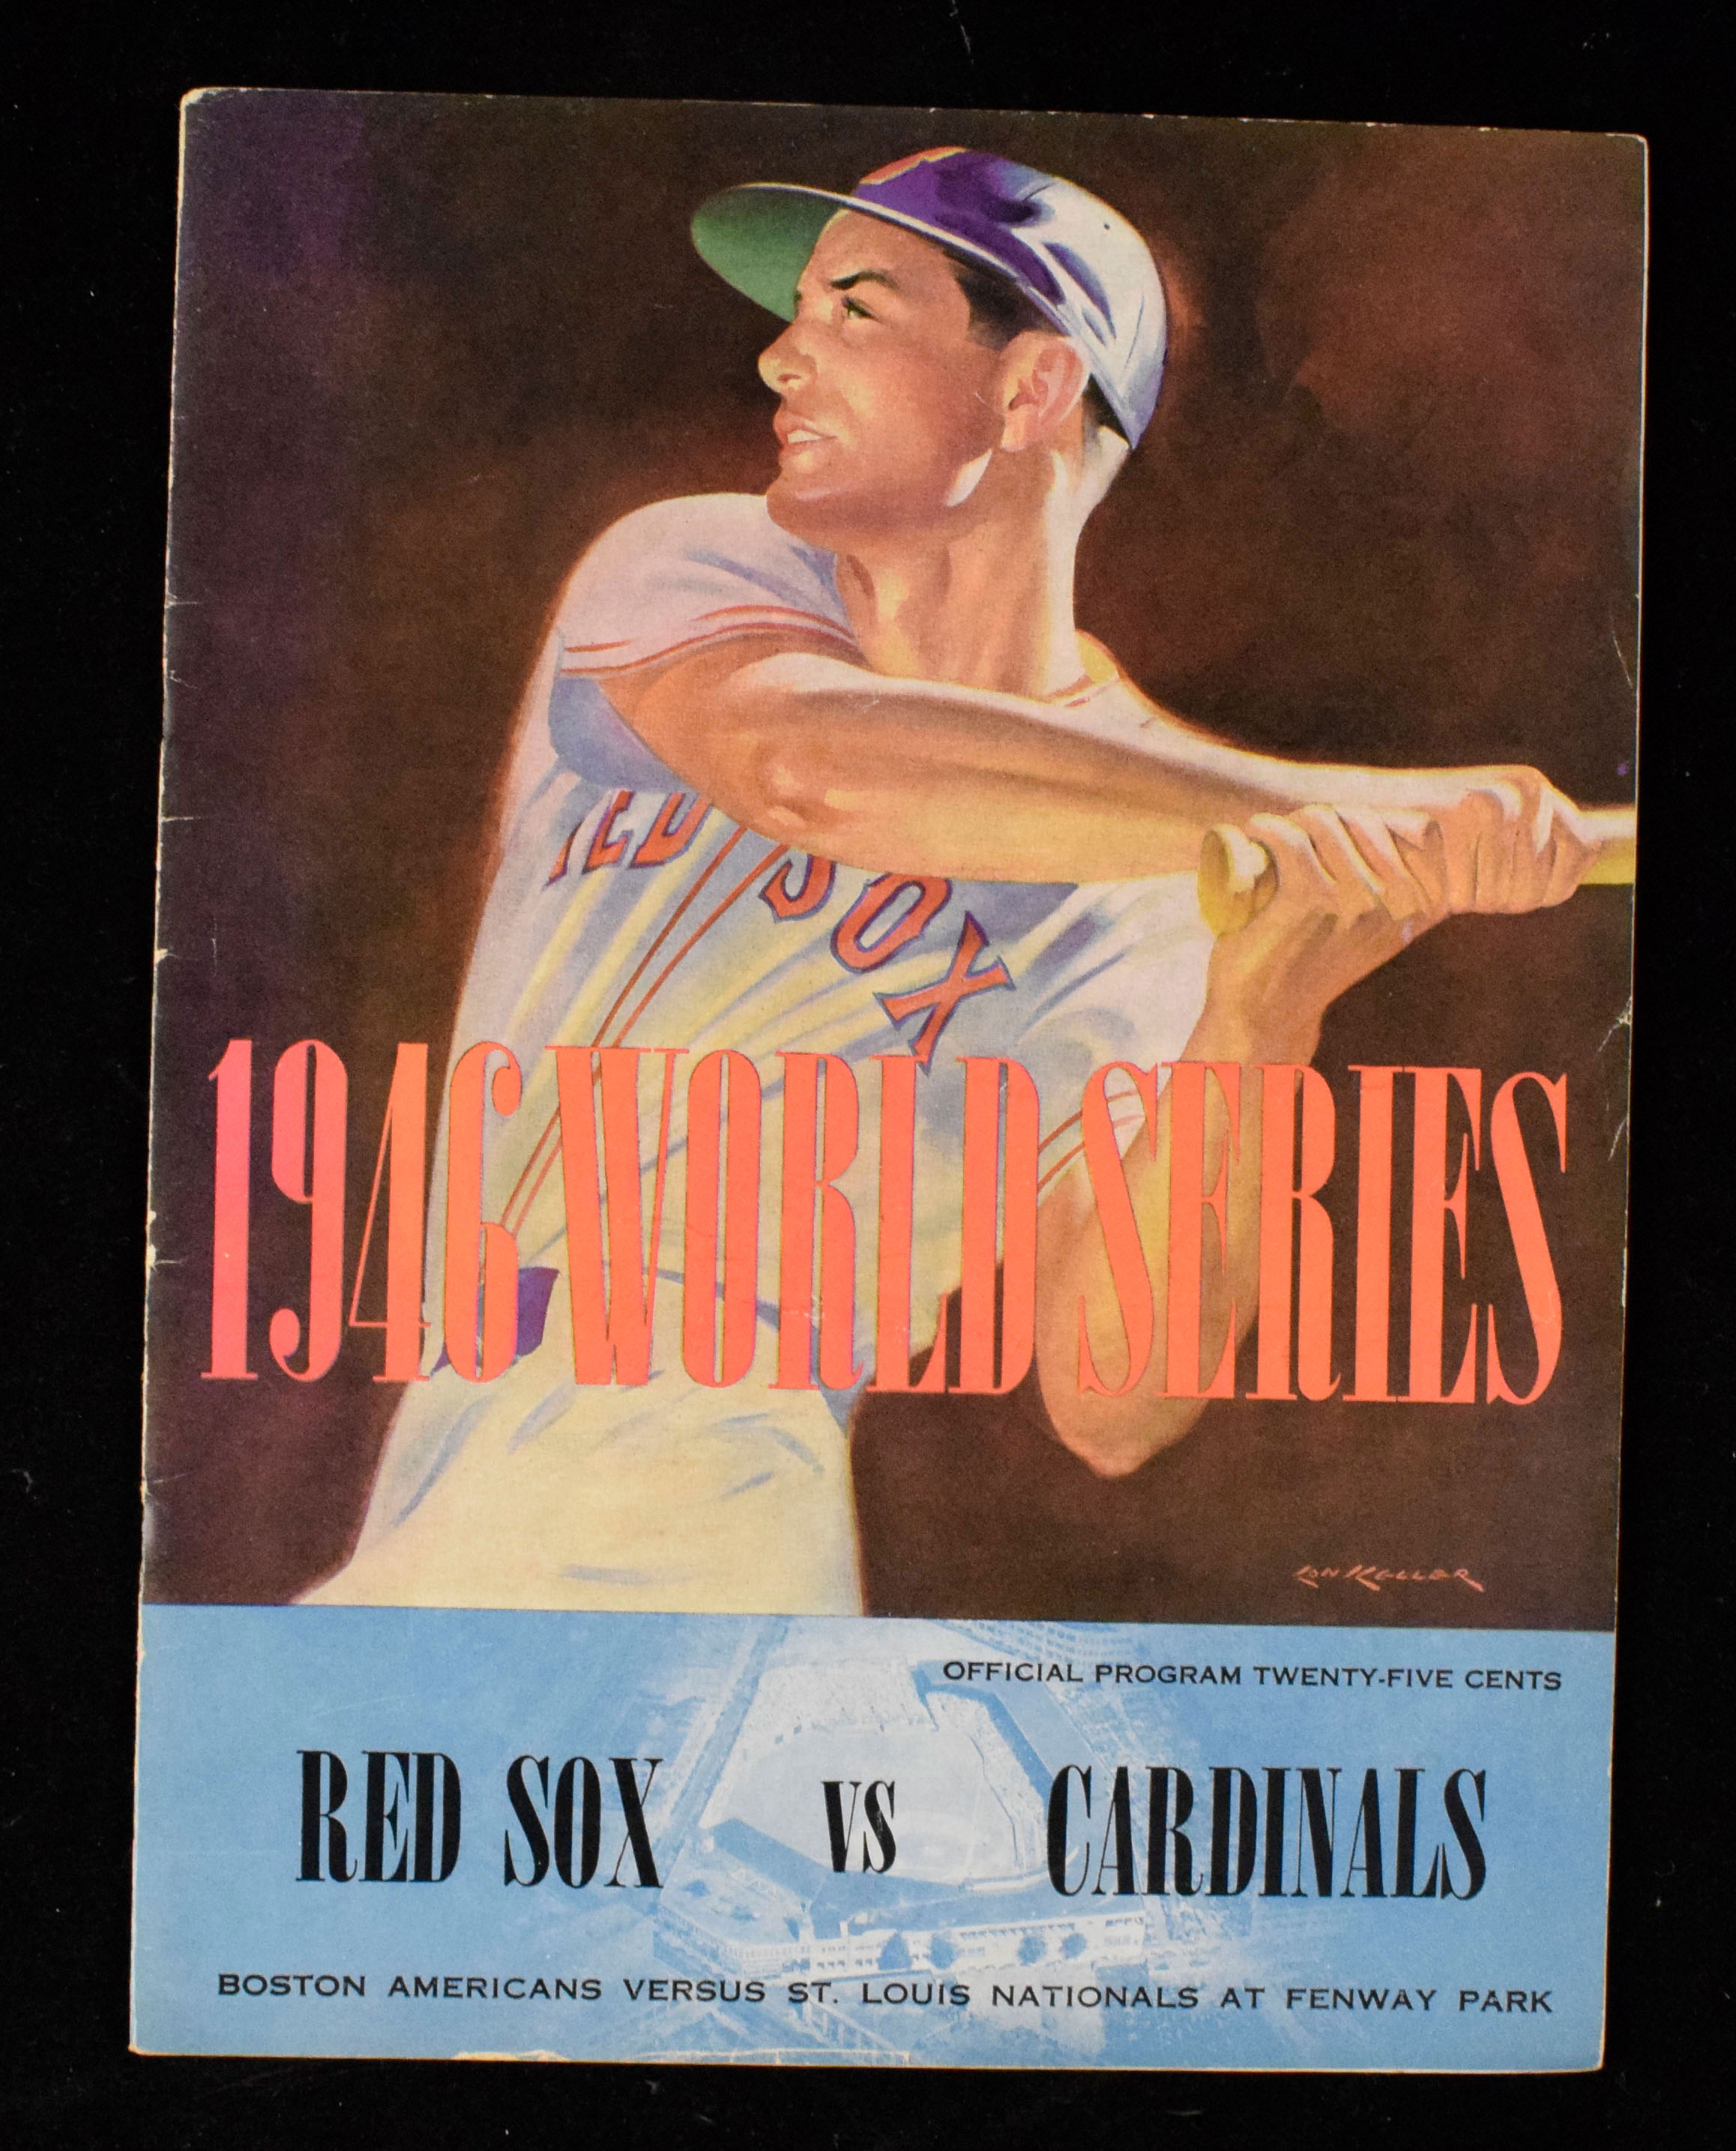 RED SOX
1946 WORLD SERIES
LON KELLER
OFFICIAL PROGRAM TWENTY-FIVE CENTS
RED SOX VS CARDINALS
BOSTON AMERICANS VERSUS ST. LOUIS NATIONALS AT FENWAY PARK